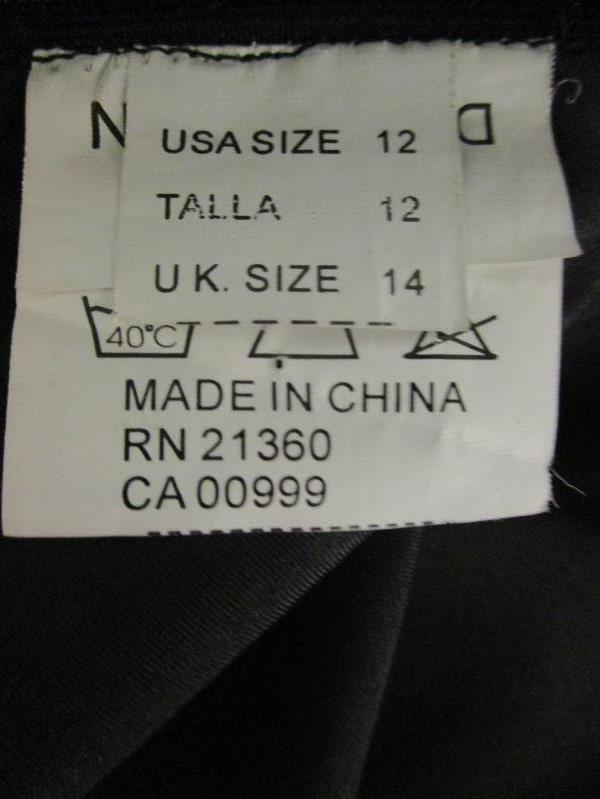 N D
USA SIZE 12
TALLA 12
U K. SIZE 14
40°C
MADE IN CHINA
RN 21360
CA 00999